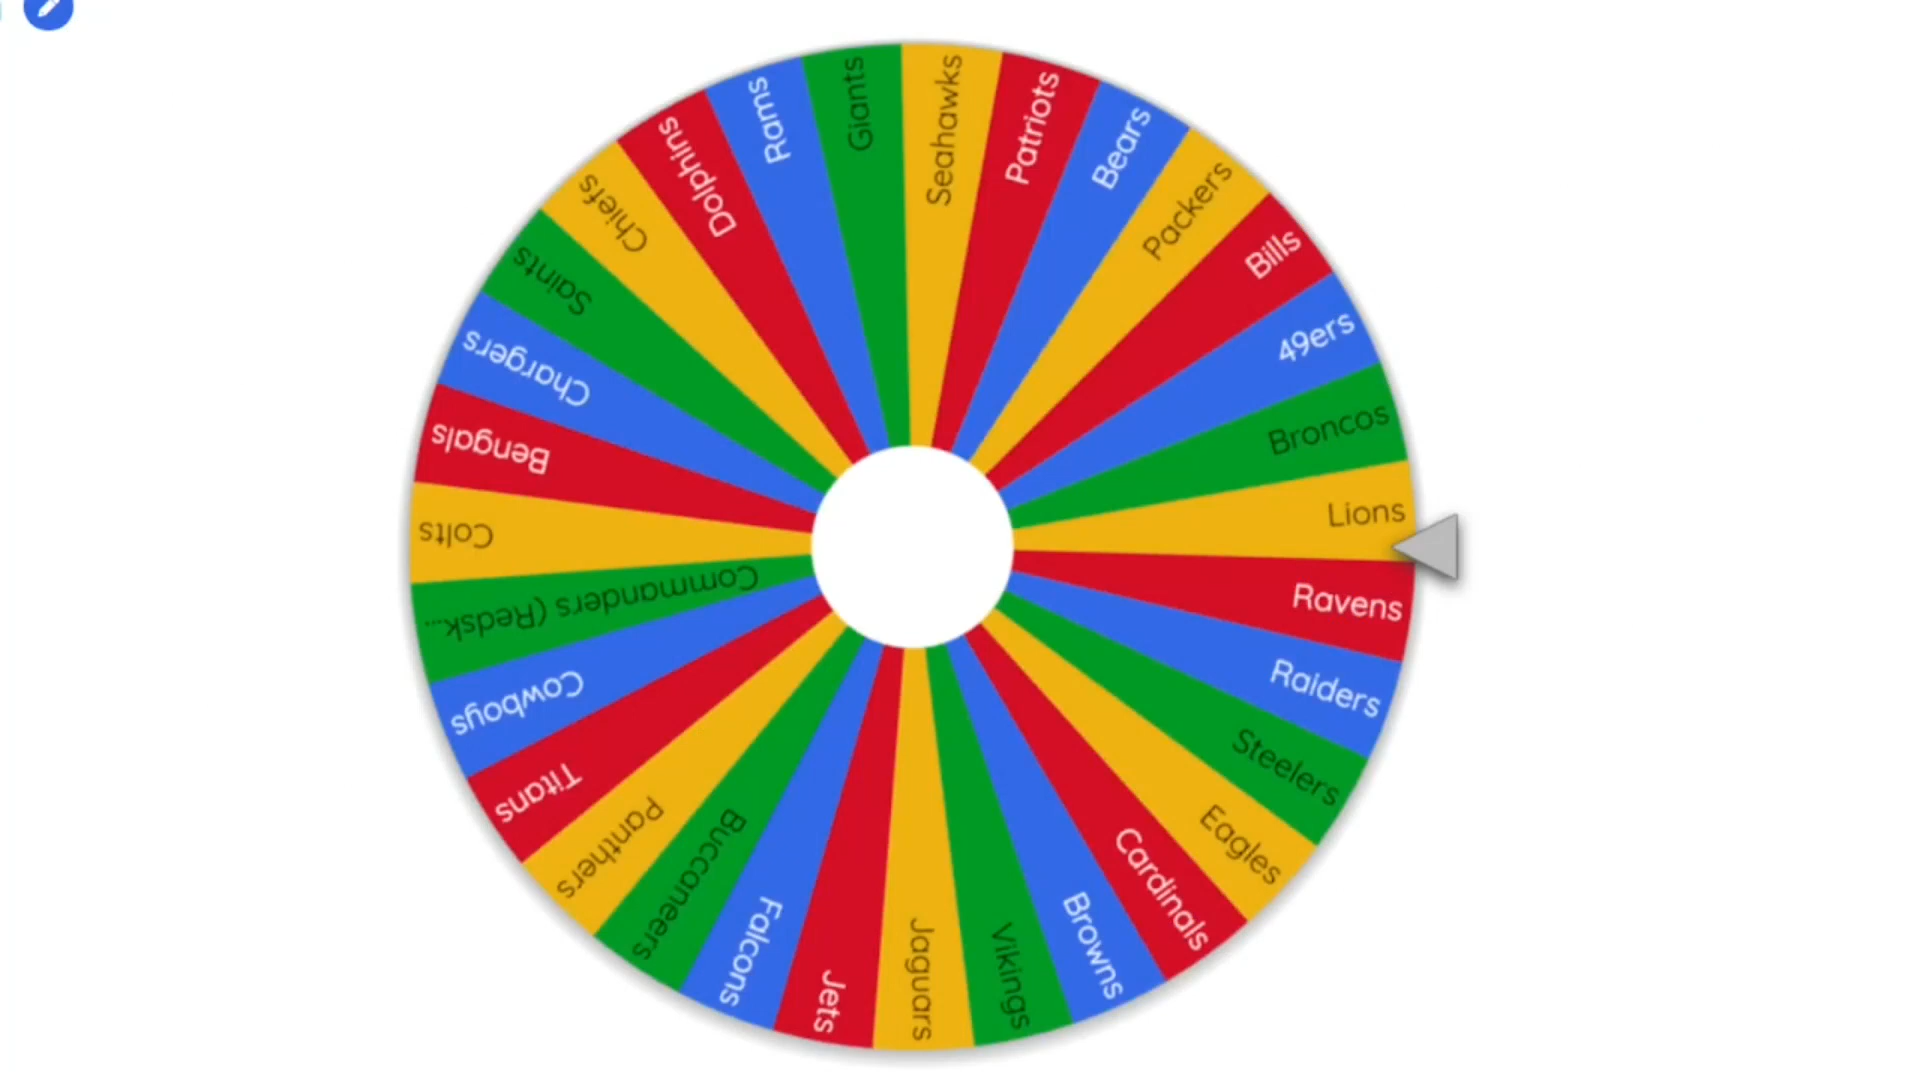 Seahawks
Patriots
Bears
Packers
Bills
49ers
Broncos
Lions
Ravens
Raiders
Steelers
Eagles
Cardinals
Browns
Vikings
Jaguars
Jets
Falcons
Buccaneers
Panthers
Titans
Cowboys
Commanders (Redsk...
Colts
Bengals
Chargers
Saints
Chiefs
Dolphins
Rams
Giants